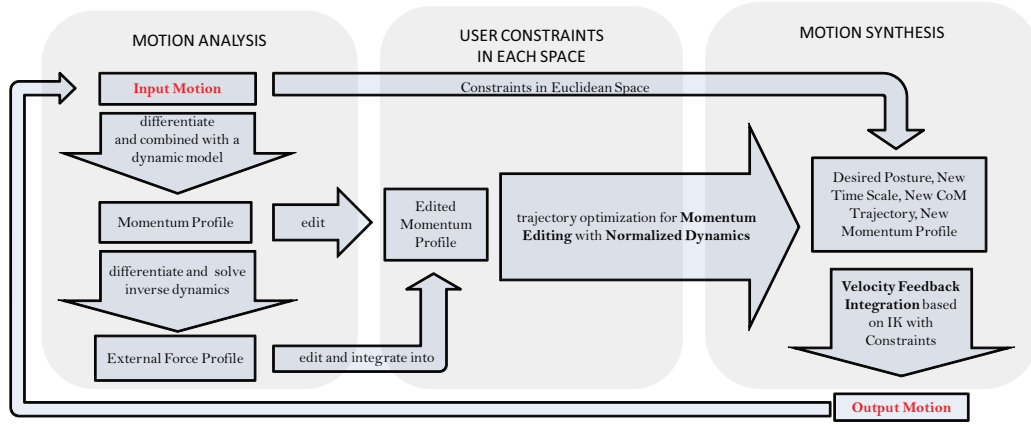 MOTION ANALYSIS
USER CONSTRAINTS
IN EACH SPACE
MOTION SYNTHESIS
Input Motion
Constraints in Euclidean Space
differentiate
and combined with a
dynamic model
Momentum Profile
edit
Edited
Momentum
Profile
trajectory optimization for Momentum
Editing with Normalized Dynamics
Desired Posture, New
Time Scale, New CoM
Trajectory, New
Momentum Profile
differentiate and solve
inverse dynamics
External Force Profile
edit and integrate into
Velocity Feedback
Integration based
on IK with
Constraints
Output Motion